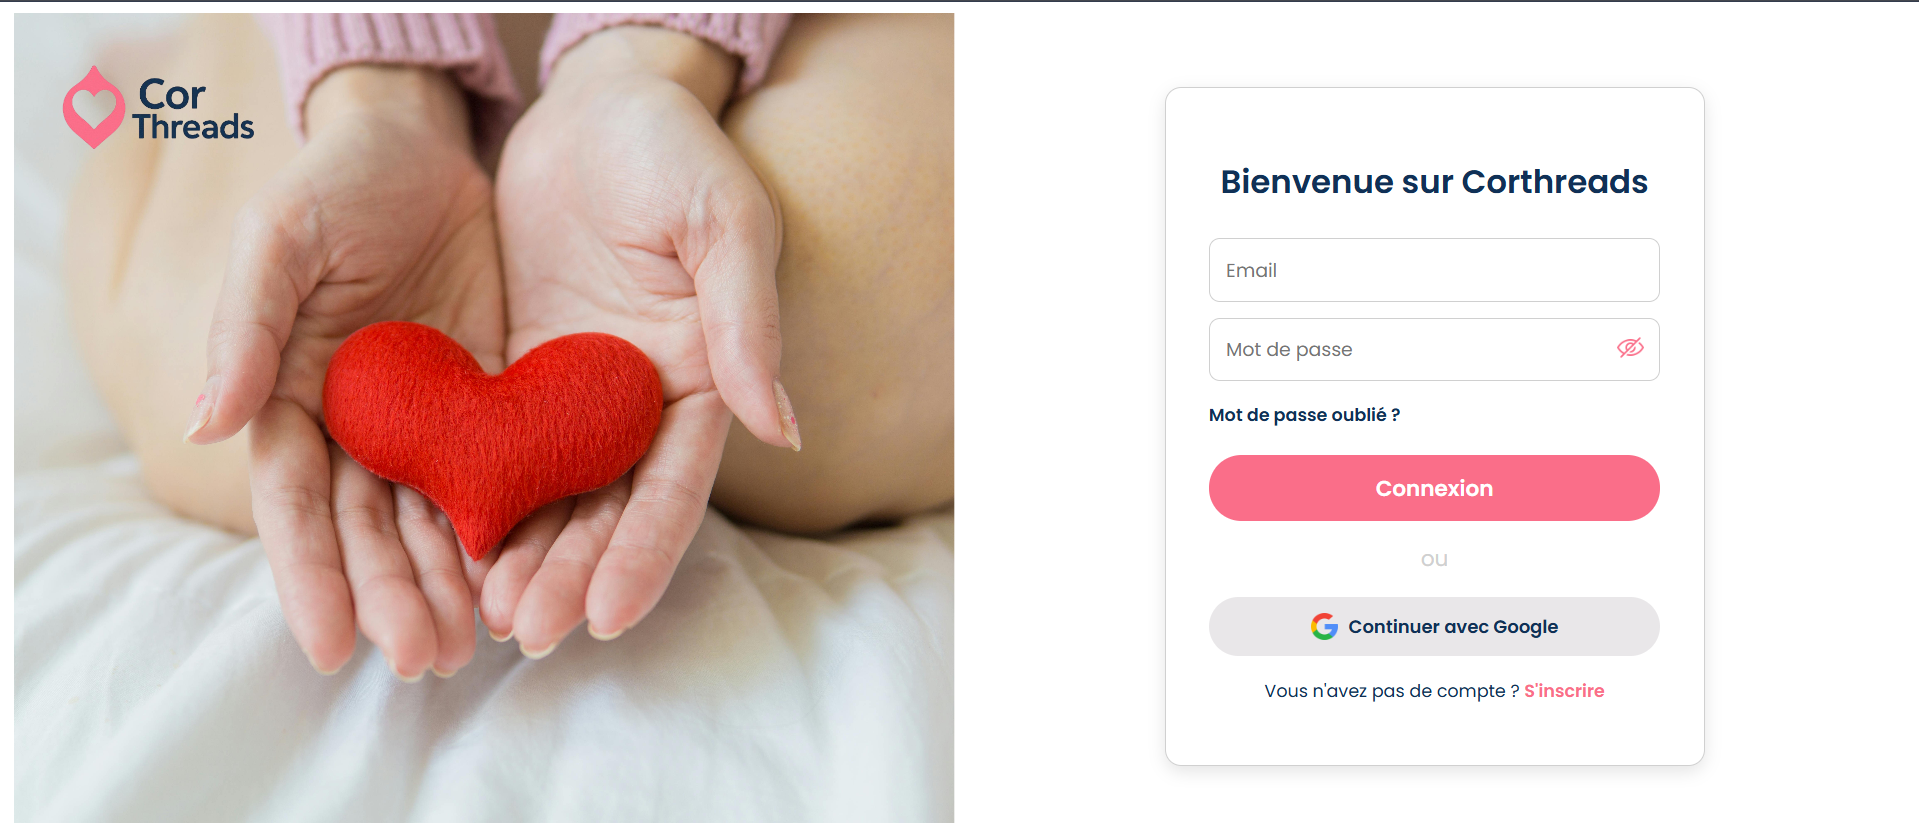 Cor
Threads
Bienvenue sur Corthreads
Email
Mot de passe
Mot de passe oublié ?
Connexion
ou
Continuer avec Google
Vous n'avez pas de compte ? S'inscrire